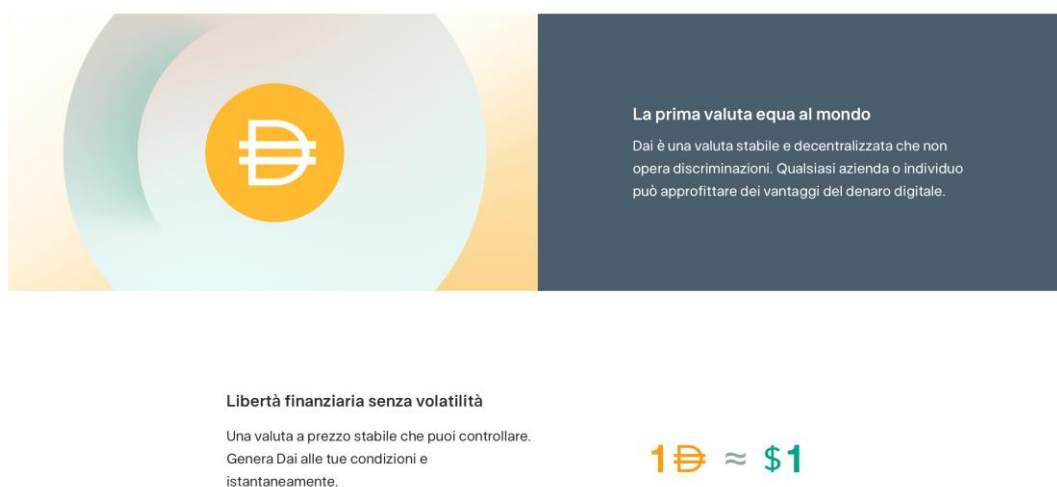 La prima valuta equa al mondo
Dai è una valuta stabile e decentralizzata che non
opera discriminazioni. Qualsiasi azienda o individuo
può approfittare dei vantaggi del denaro digitale.
Libertà finanziaria senza volatilità
Una valuta a prezzo stabile che puoi controllare.
Genera Dai alle tue condizioni e
istantaneamente.
1 ≈ $1